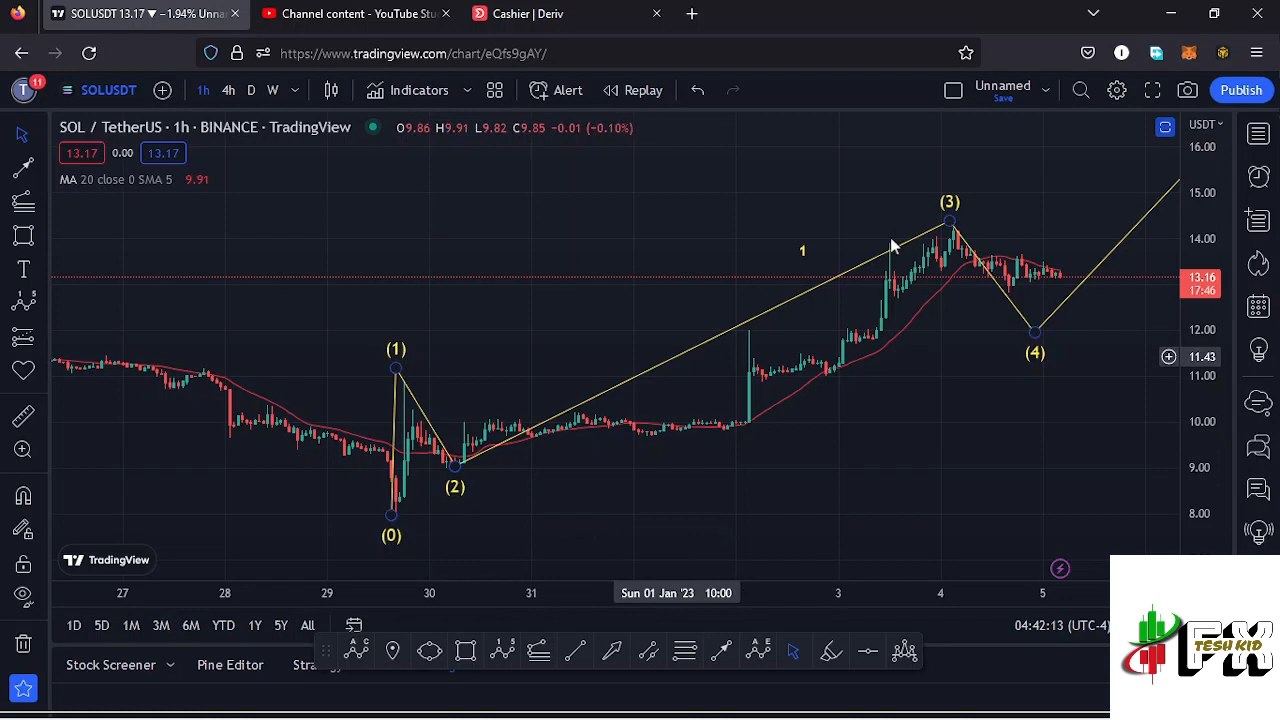 SOLUSDT 13.17 ▼ −1.94% Unna
Channel content - YouTube Stu
Cashier | Deriv
https://www.tradingview.com/chart/eQfs9gAY/
T 11 SOLUSDT 1h 4h D W Indicators Alert Replay Unnamed Save Publish
SOL / TetherUS · 1h · BINANCE · TradingView O9.86 H9.91 L9.82 C9.85 −0.01 (−0.10%)
USDT
13.17 0.00 13.17
MA 20 close 0 SMA 5 9.91
16.00
15.00
(3)
14.00
1
13.16
17:46
12.00
(1)
(4)
11.43
11.00
10.00
9.00
(2)
8.00
(0)
TradingView
27 28 29 30 31 Sun 01 Jan '23 10:00 3 4 5
1D 5D 1M 3M 6M YTD 1Y 5Y All 04:42:13 (UTC-4)
Stock Screener Pine Editor
FX
TESH KID